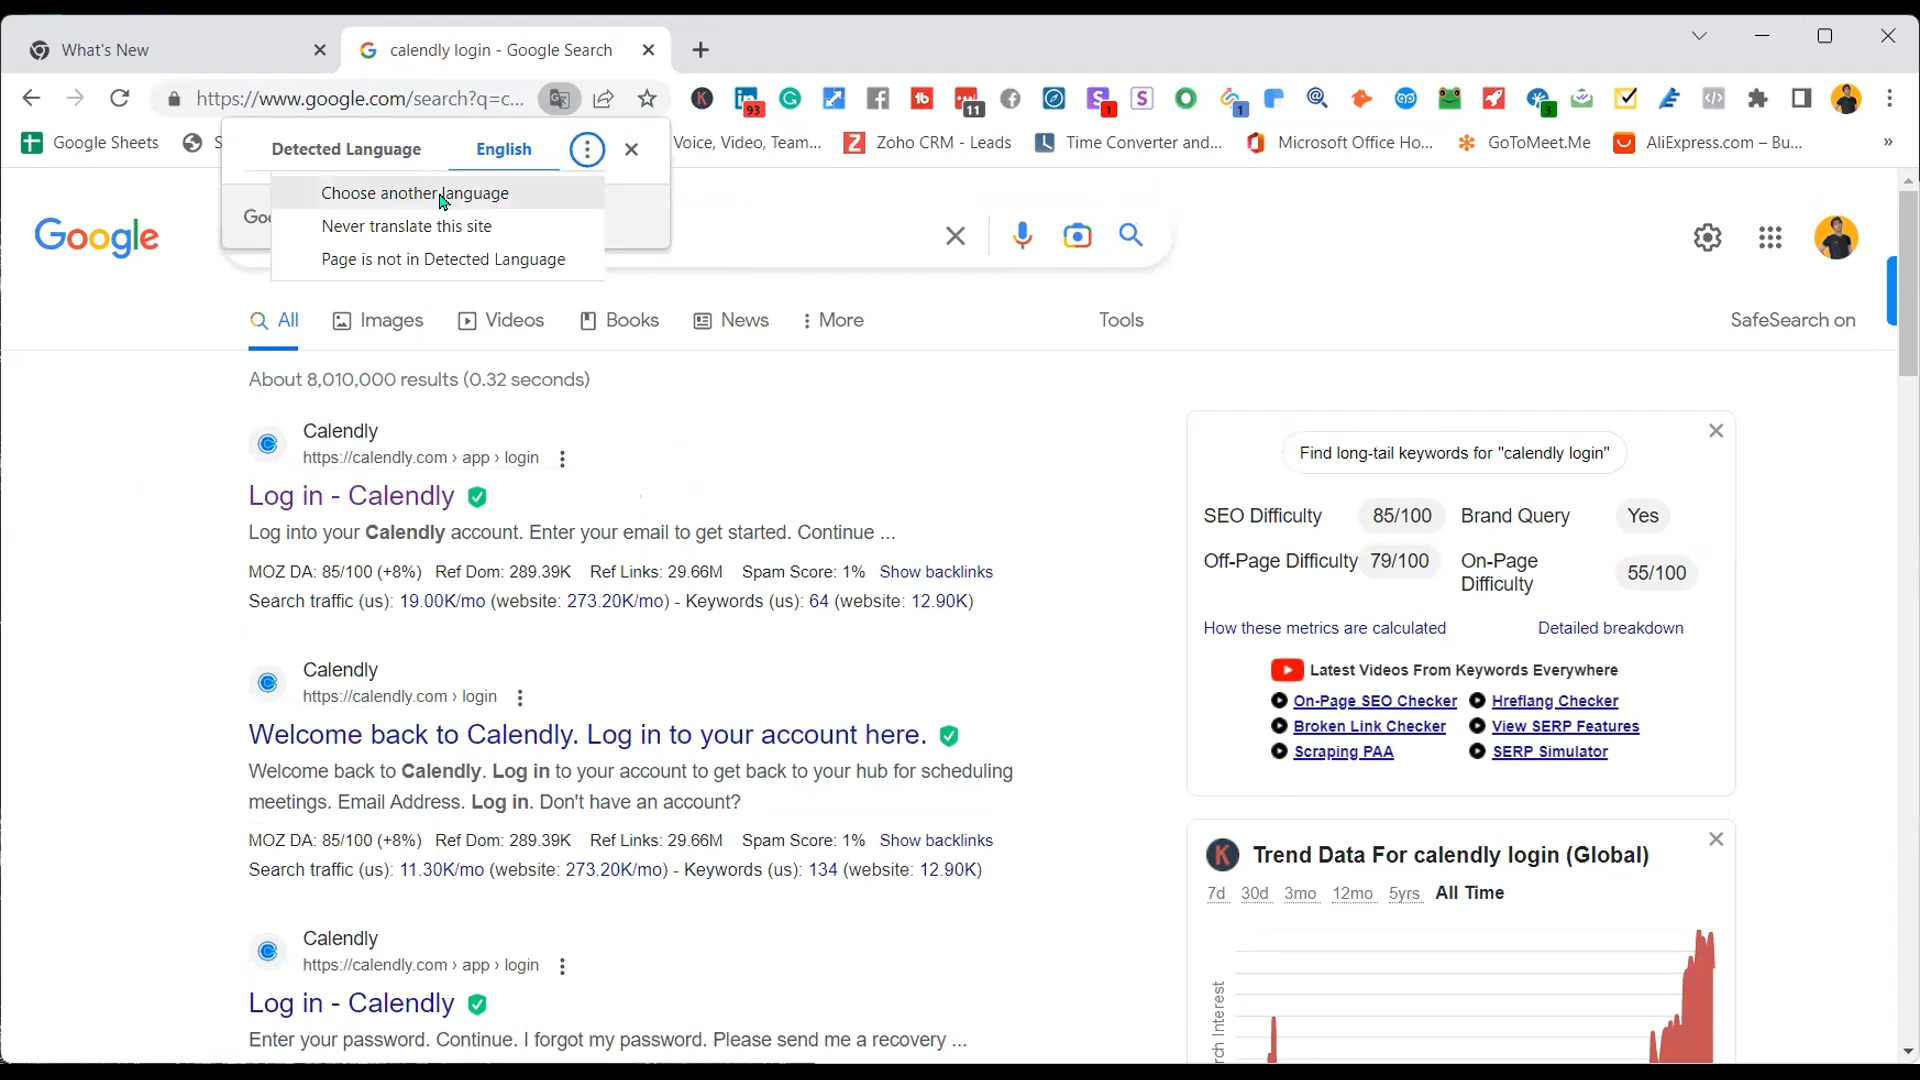 What's New
calendly login - Google Search
https://www.google.com/search?q=c...
93
11
1
1
3
Google Sheets
S
Voice, Video, Team...
Zoho CRM - Leads
Time Converter and...
Microsoft Office Ho...
GoToMeet.Me
AliExpress.com – Bu...
»
Detected Language
English
Choose another language
Never translate this site
Page is not in Detected Language
Goo
Google
All
Images
Videos
Books
News
More
Tools
SafeSearch on
About 8,010,000 results (0.32 seconds)
Calendly
https://calendly.com › app › login
Log in - Calendly
Log into your Calendly account. Enter your email to get started. Continue ...
MOZ DA: 85/100 (+8%) Ref Dom: 289.39K Ref Links: 29.66M Spam Score: 1% Show backlinks
Search traffic (us): 19.00K/mo (website: 273.20K/mo) - Keywords (us): 64 (website: 12.90K)
Calendly
https://calendly.com › login
Welcome back to Calendly. Log in to your account here.
Welcome back to Calendly. Log in to your account to get back to your hub for scheduling
meetings. Email Address. Log in. Don't have an account?
MOZ DA: 85/100 (+8%) Ref Dom: 289.39K Ref Links: 29.66M Spam Score: 1% Show backlinks
Search traffic (us): 11.30K/mo (website: 273.20K/mo) - Keywords (us): 134 (website: 12.90K)
Calendly
https://calendly.com › app › login
Log in - Calendly
Enter your password. Continue. I forgot my password. Please send me a recovery ...
Find long-tail keywords for "calendly login"
SEO Difficulty 85/100 Brand Query Yes
Off-Page Difficulty 79/100 On-Page Difficulty 55/100
How these metrics are calculated
Detailed breakdown
Latest Videos From Keywords Everywhere
On-Page SEO Checker
Hreflang Checker
Broken Link Checker
View SERP Features
Scraping PAA
SERP Simulator
K
Trend Data For calendly login (Global)
7d 30d 3mo 12mo 5yrs All Time
rch Interest